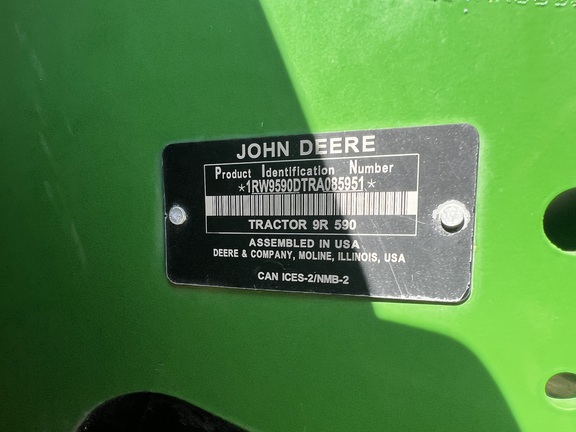 JOHN DEERE
Product Identification Number
*1RW9590DTRA085951*
TRACTOR 9R 590
ASSEMBLED IN USA
DEERE & COMPANY, MOLINE, ILLINOIS, USA
CAN ICES-2/NMB-2